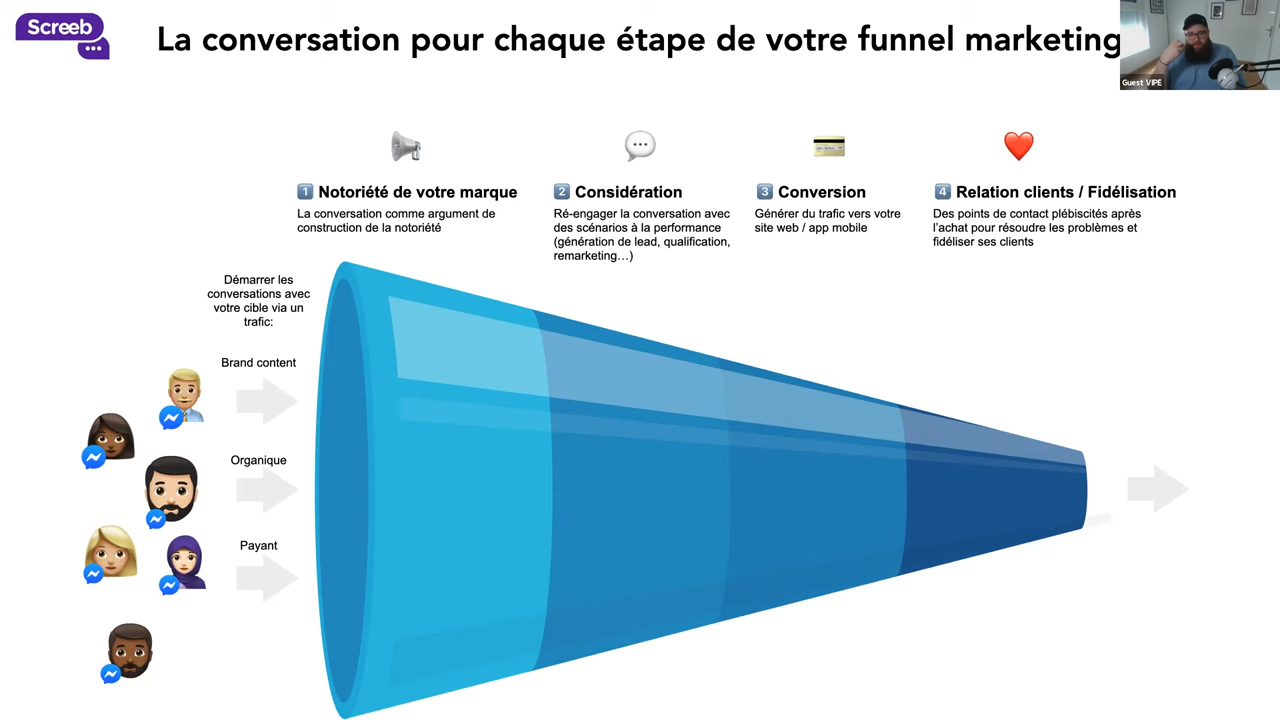 Screeb
La conversation pour chaque étape de votre funnel marketing
Guest VIPE
1 Notoriété de votre marque
La conversation comme argument de
construction de la notoriété
2 Considération
Ré-engager la conversation avec
des scénarios à la performance
(génération de lead, qualification,
remarketing…)
3 Conversion
Générer du trafic vers votre
site web / app mobile
4 Relation clients / Fidélisation
Des points de contact plébiscités après
l'achat pour résoudre les problèmes et
fidéliser ses clients
Démarrer les
conversations avec
votre cible via un
trafic:
Brand content
Organique
Payant